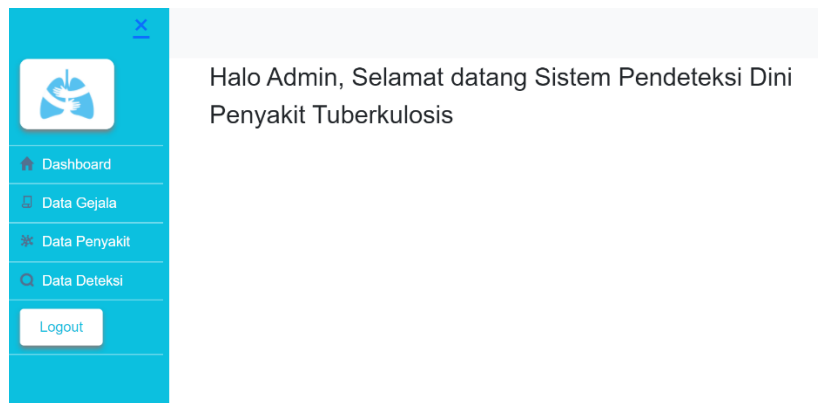 ×
Halo Admin, Selamat datang Sistem Pendeteksi Dini
Penyakit Tuberkulosis
Dashboard
Data Gejala
Data Penyakit
Data Deteksi
Logout